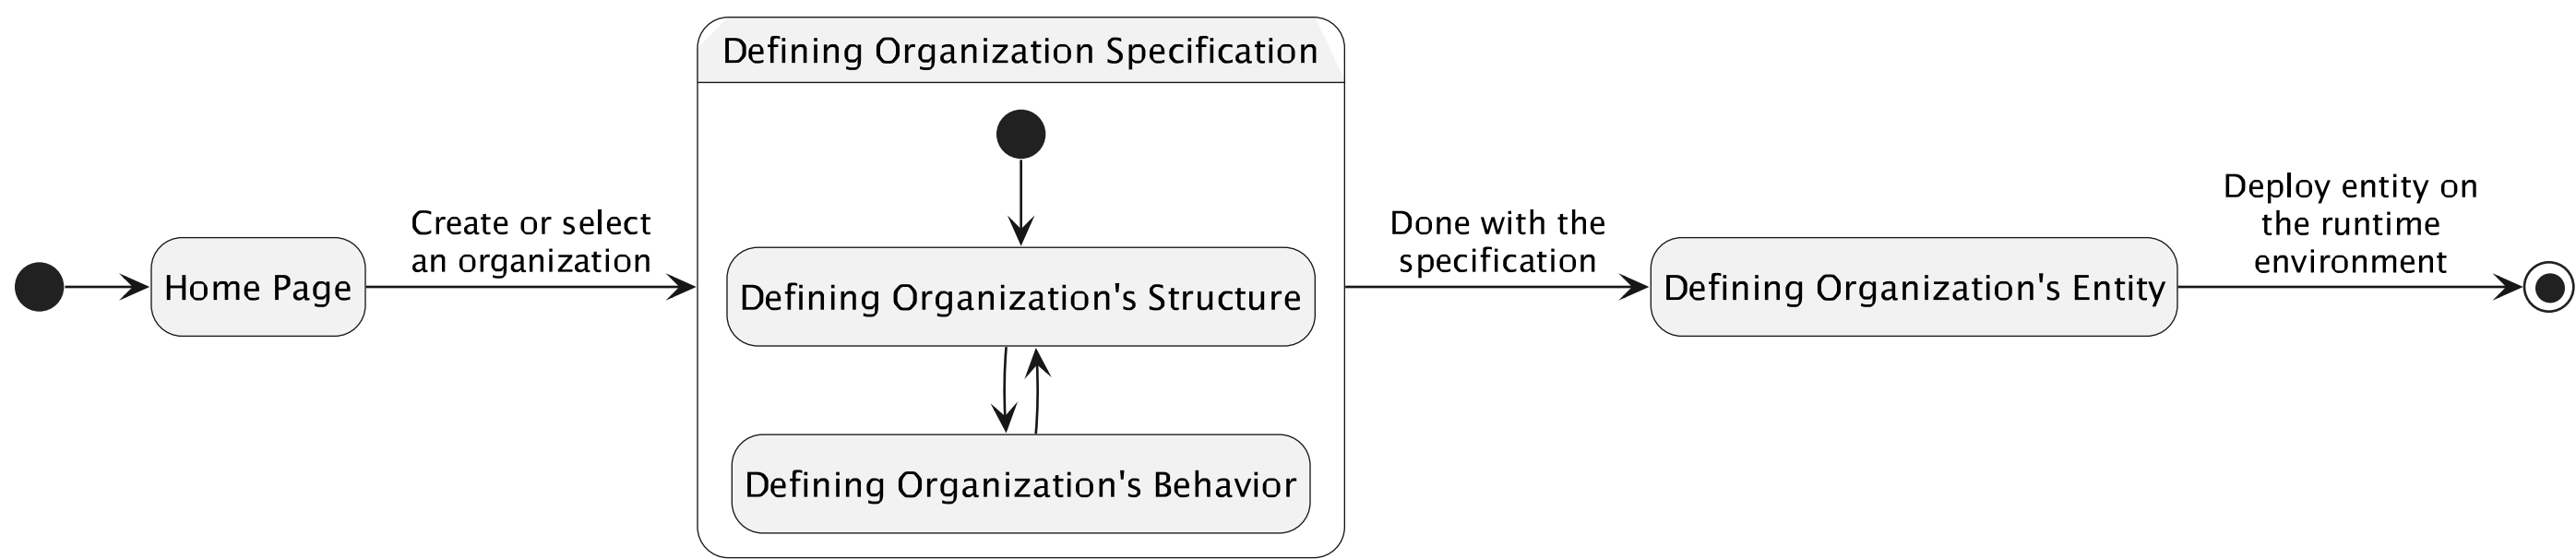 Home Page
Create or select
an organization
Defining Organization Specification
Defining Organization's Structure
Defining Organization's Behavior
Done with the
specification
Defining Organization's Entity
Deploy entity on
the runtime
environment